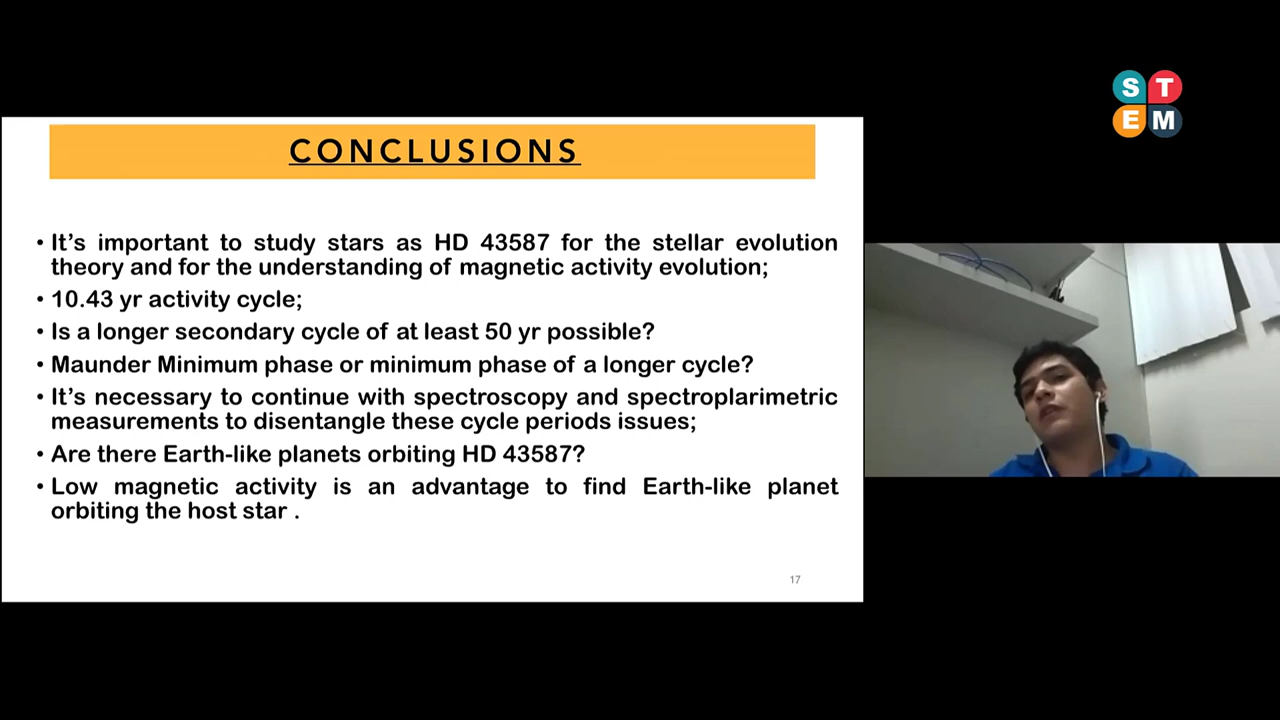 CONCLUSIONS
• It's important to study stars as HD 43587 for the stellar evolution
theory and for the understanding of magnetic activity evolution;
• 10.43 yr activity cycle;
• Is a longer secondary cycle of at least 50 yr possible?
• Maunder Minimum phase or minimum phase of a longer cycle?
• It's necessary to continue with spectroscopy and spectroplarimetric
measurements to disentangle these cycle periods issues;
• Are there Earth-like planets orbiting HD 43587?
• Low magnetic activity is an advantage to find Earth-like planet
orbiting the host star .
17
S T
E M